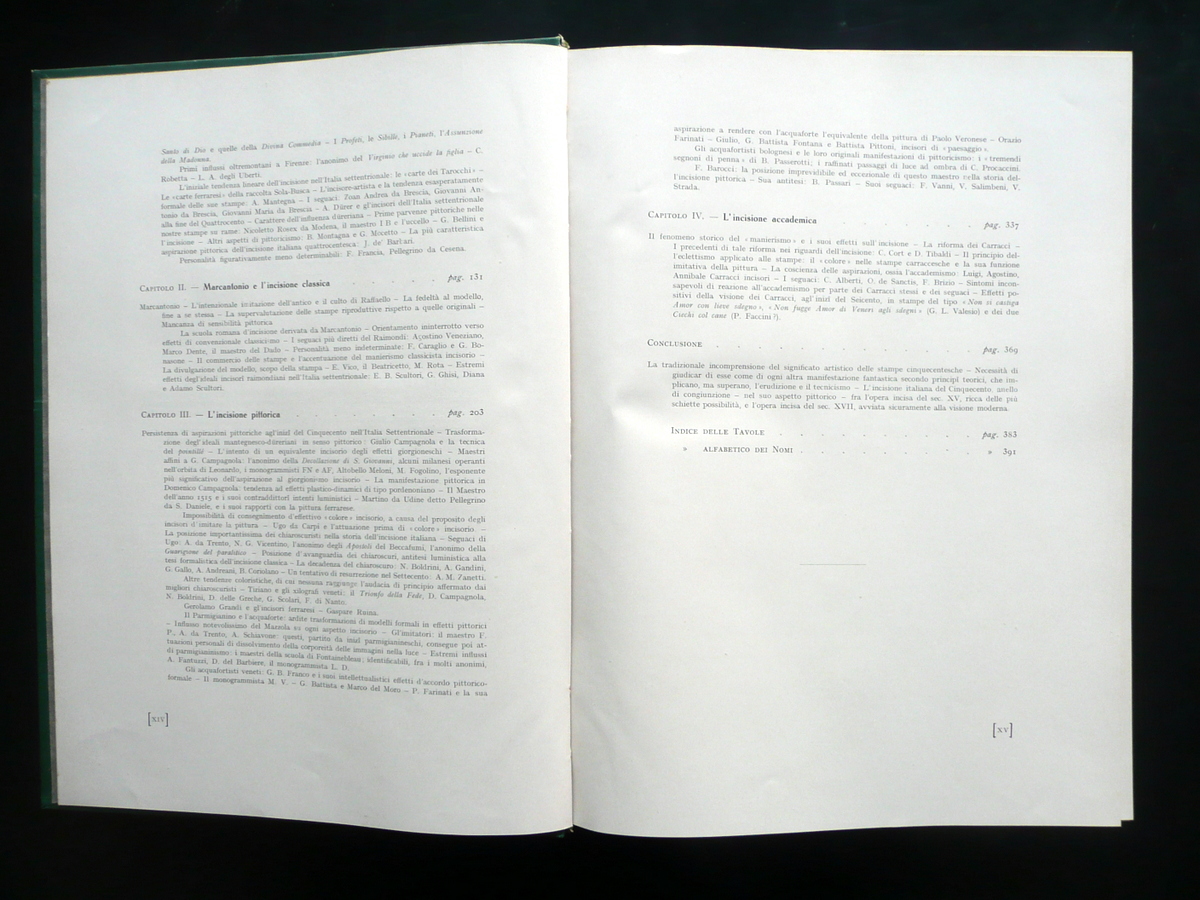 Santo di Dio e quelle della Divina Commedia – I Profeti, le Sibille, i Pianeti, l'Assunzione
della Madonna.
Primi influssi oltremontani a Firenze: l'anonimo del Virginio che uccide la figlia – C.
Robetta – L. A. degli Uberti.
L'iniziale tendenza lineare dell'incisione nell'Italia settentrionale: le «carte dei Tarocchi» –
Le «carte ferraresi» della raccolta Sola-Busca – L'incisore-artista e la tendenza esasperatamente
formale delle sue stampe: A. Mantegna – I seguaci: Zoan Andrea da Brescia, Giovanni An-
tonio da Brescia, Giovanni Maria da Brescia – A. Dürer e gl'incisori dell'Italia settentrionale
alla fine del Quattrocento – Carattere dell'influenza düreriana – Prime parvenze pittoriche nelle
nostre stampe su rame: Nicoletto Rosex da Modena, il maestro I B e l'uccello – G. Bellini e
l'incisione – Altri aspetti di pittoricismo: B. Montagna e G. Mocetto – La più caratteristica
aspirazione pittorica dell'incisione italiana quattrocentesca: J. de' Barbari.
Personalità figurativamente meno determinabili: F. Francia, Pellegrino da Cesena.
Capitolo II. — Marcantonio e l'incisione classica . . . . . pag. 131
Marcantonio – L'intenzionale imitazione dell'antico e il culto di Raffaello – La fedeltà al modello,
fine a se stessa – La supervalutazione delle stampe riproduttive rispetto a quelle originali –
Mancanza di sensibilità pittorica.
La scuola romana d'incisione derivata da Marcantonio – Orientamento ininterrotto verso
effetti di convenzionale classicismo – I seguaci più diretti del Raimondi: Agostino Veneziano,
Marco Dente, il maestro del Dado – Personalità meno indeterminate: F. Caraglio e G. Bo-
nasone – Il commercio delle stampe e l'accentuazione del manierismo classicista incisorio –
La divulgazione del modello, scopo della stampa – E. Vico, il Beatricetto, M. Rota – Estremi
effetti degl'ideali incisori raimondiani nell'Italia settentrionale: E. B. Scultori, G. Ghisi, Diana
e Adamo Scultori.
Capitolo III. — L'incisione pittorica . . . . . . pag. 203
Persistenza di aspirazioni pittoriche agl'inizî del Cinquecento nell'Italia Settentrionale – Trasforma-
zione degl'ideali mantegnesco-düreriani in senso pittorico: Giulio Campagnola e la tecnica
del pointillé – L'intento di un equivalente incisorio degli effetti giorgioneschi – Maestri
affini a G. Campagnola: l'anonimo della Decollazione di S. Giovanni, alcuni milanesi operanti
nell'orbita di Leonardo, i monogrammisti FN e AF, Altobello Meloni, M. Fogolino, l'esponente
più significativo dell'aspirazione al giorgionismo incisorio – La manifestazione pittorica in
Domenico Campagnola: tendenza ad effetti plastico-dinamici di tipo pordenoniano – Il Maestro
dell'anno 1515 e i suoi contraddittorî intenti luministici – Martino da Udine detto Pellegrino
da S. Daniele, e i suoi rapporti con la pittura ferrarese.
Impossibilità di conseguimento d'effettivo «colore» incisorio, a causa del proposito degli
incisori d'imitare la pittura – Ugo da Carpi e l'attuazione prima di «colore» incisorio –
La posizione importantissima dei chiaroscuristi nella storia dell'incisione italiana – Seguaci di
Ugo: A. da Trento, N. G. Vicentino, l'anonimo degli Apostoli del Beccafumi, l'anonimo della
Guarigione del paralitico – Posizione d'avanguardia dei chiaroscuri, antitesi luministica alla
tesi formalistica dell'incisione classica – La decadenza del chiaroscuro: N. Boldrini, A. Gandini,
G. Gallo, A. Andreani, B. Coriolano – Un tentativo di resurrezione nel Settecento: A. M. Zanetti.
Altre tendenze coloristiche, di cui nessuna raggiunge l'audacia di principio affermato dai
migliori chiaroscuristi – Tiziano e gli xilografi veneti; il Trionfo della Fede, D. Campagnola,
N. Boldrini, D. delle Greche, G. Scolari, F. di Nanto.
Gerolamo Grandi e gl'incisori ferraresi – Gaspare Ruina.
Il Parmigianino e l'acquaforte: ardite trasformazioni di modelli formali in effetti pittorici
– Influsso notevolissimo del Mazzola su ogni aspetto incisorio – Gl'imitatori: il maestro F.
P., A. da Trento, A. Schiavone: questi, partito da inizî parmigianineschi, consegue poi at-
tuazioni personali di dissolvimento della corporeità delle immagini nella luce – Estremi influssi
di parmigianinismo: i maestri della scuola di Fontainebleau; identificabili, fra i molti anonimi,
A. Fantuzzi, D. del Barbiere, il monogrammista L. D.
Gli acquafortisti veneti: G. B. Franco e i suoi intellettualistici effetti d'accordo pittorico-
formale – Il monogrammista M. V. – G. Battista e Marco del Moro – P. Farinati e la sua
[XIV]
aspirazione a rendere con l'acquaforte l'equivalente della pittura di Paolo Veronese – Orazio
Farinati – Giulio, G. Battista Fontana e Battista Pittoni, incisori di «paesaggio».
Gli acquafortisti bolognesi e le loro originali manifestazioni di pittoricismo: i «tremendi
segnoni di penna» di B. Passerotti; i raffinati passaggi di luce ad ombra di C. Procaccini.
F. Barocci: la posizione imprevidibile ed eccezionale di questo maestro nella storia del-
l'incisione pittorica – Sua antitesi: B. Passari – Suoi seguaci: F. Vanni, V. Salimbeni, V.
Strada.
Capitolo IV. — L'incisione accademica . . . . . . pag. 337
Il fenomeno storico del «manierismo» e i suoi effetti sull'incisione – La riforma dei Carracci –
I precedenti di tale riforma nei riguardi dell'incisione: C. Cort e D. Tibaldi – Il principio del-
l'eclettismo applicato alle stampe: il «colore» nelle stampe carraccesche e la sua funzione
imitativa della pittura – La coscienza delle aspirazioni, ossia l'accademismo: Luigi, Agostino,
Annibale Carracci incisori – I seguaci: C. Alberti, O. de Sanctis, F. Brizio – Sintomi incon-
sapevoli di reazione all'accademismo per parte dei Carracci stessi e dei seguaci – Effetti po-
sitivi della visione dei Carracci, agl'inizî del Seicento, in stampe del tipo «Non si castiga
Amor con lieve sdegno», «Non fugge Amor di Veneri agli sdegni» (G. L. Valesio) e dei due
Ciechi col cane (P. Faccini?).
Conclusione . . . . . . . . . . pag. 369
La tradizionale incomprensione del significato artistico delle stampe cinquecentesche – Necessità di
giudicar di esse come di ogni altra manifestazione fantastica secondo principî teorici, che im-
plicano, ma superano, l'erudizione e il tecnicismo – L'incisione italiana del Cinquecento, anello
di congiunzione – nel suo aspetto pittorico – fra l'opera incisa del sec. XV, ricca delle più
schiette possibilità, e l'opera incisa del sec. XVII, avviata sicuramente alla visione moderna.
Indice delle Tavole . . . . . . . . pag. 383
» alfabetico dei Nomi . . . . . . . » 391
[XV]